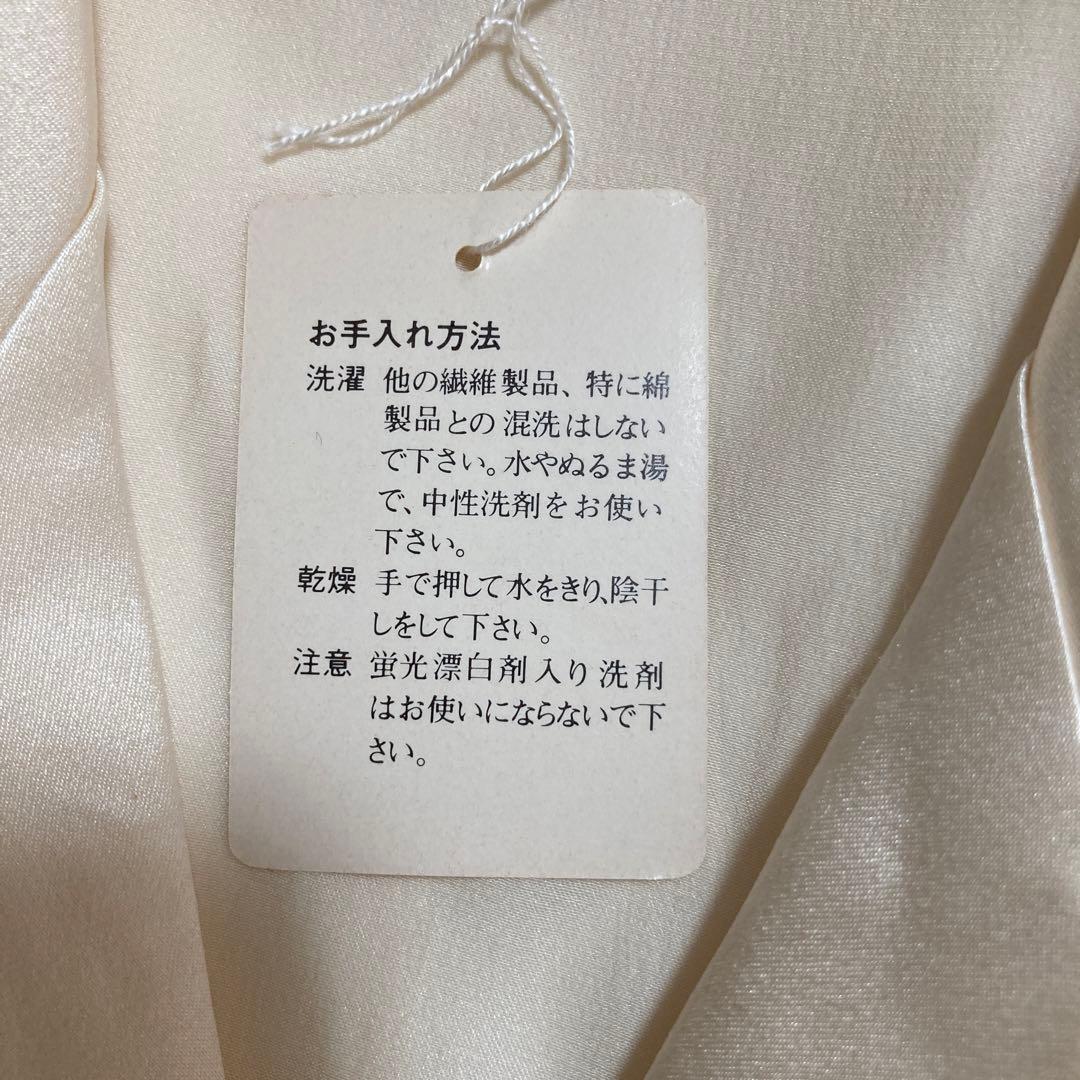 お手入れ方法
洗濯 他の繊維製品、特に綿
製品との混洗はしない
で下さい。水やぬるま湯
で、中性洗剤をお使い
下さい。
乾燥 手で押して水をきり、陰干
しをして下さい。
注意 蛍光漂白剤入り洗剤
はお使いにならないで下
さい。